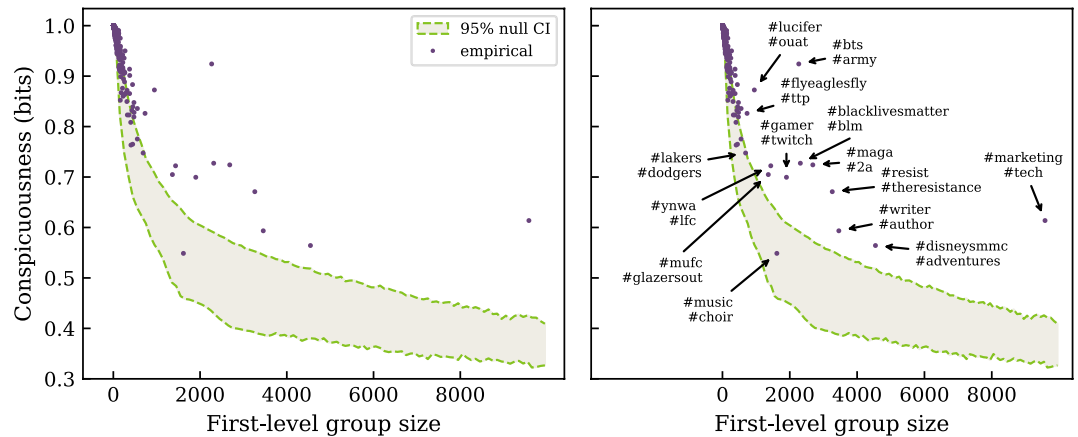 1.0
0.9
0.8
0.7
0.6
0.5
0.4
0.3
Conspicuousness (bits)
95% null CI
empirical
0
2000
4000
6000
8000
First-level group size
#lucifer
#ouat
#bts
#army
#flyeaglesfly
#ttp
#blacklivesmatter
#blm
#gamer
#twitch
#maga
#2a
#marketing
#tech
#lakers
#dodgers
#resist
#theresistance
#ynwa
#lfc
#writer
#author
#mufc
#glazersout
#disneysmmc
#adventures
#music
#choir
0
2000
4000
6000
8000
First-level group size